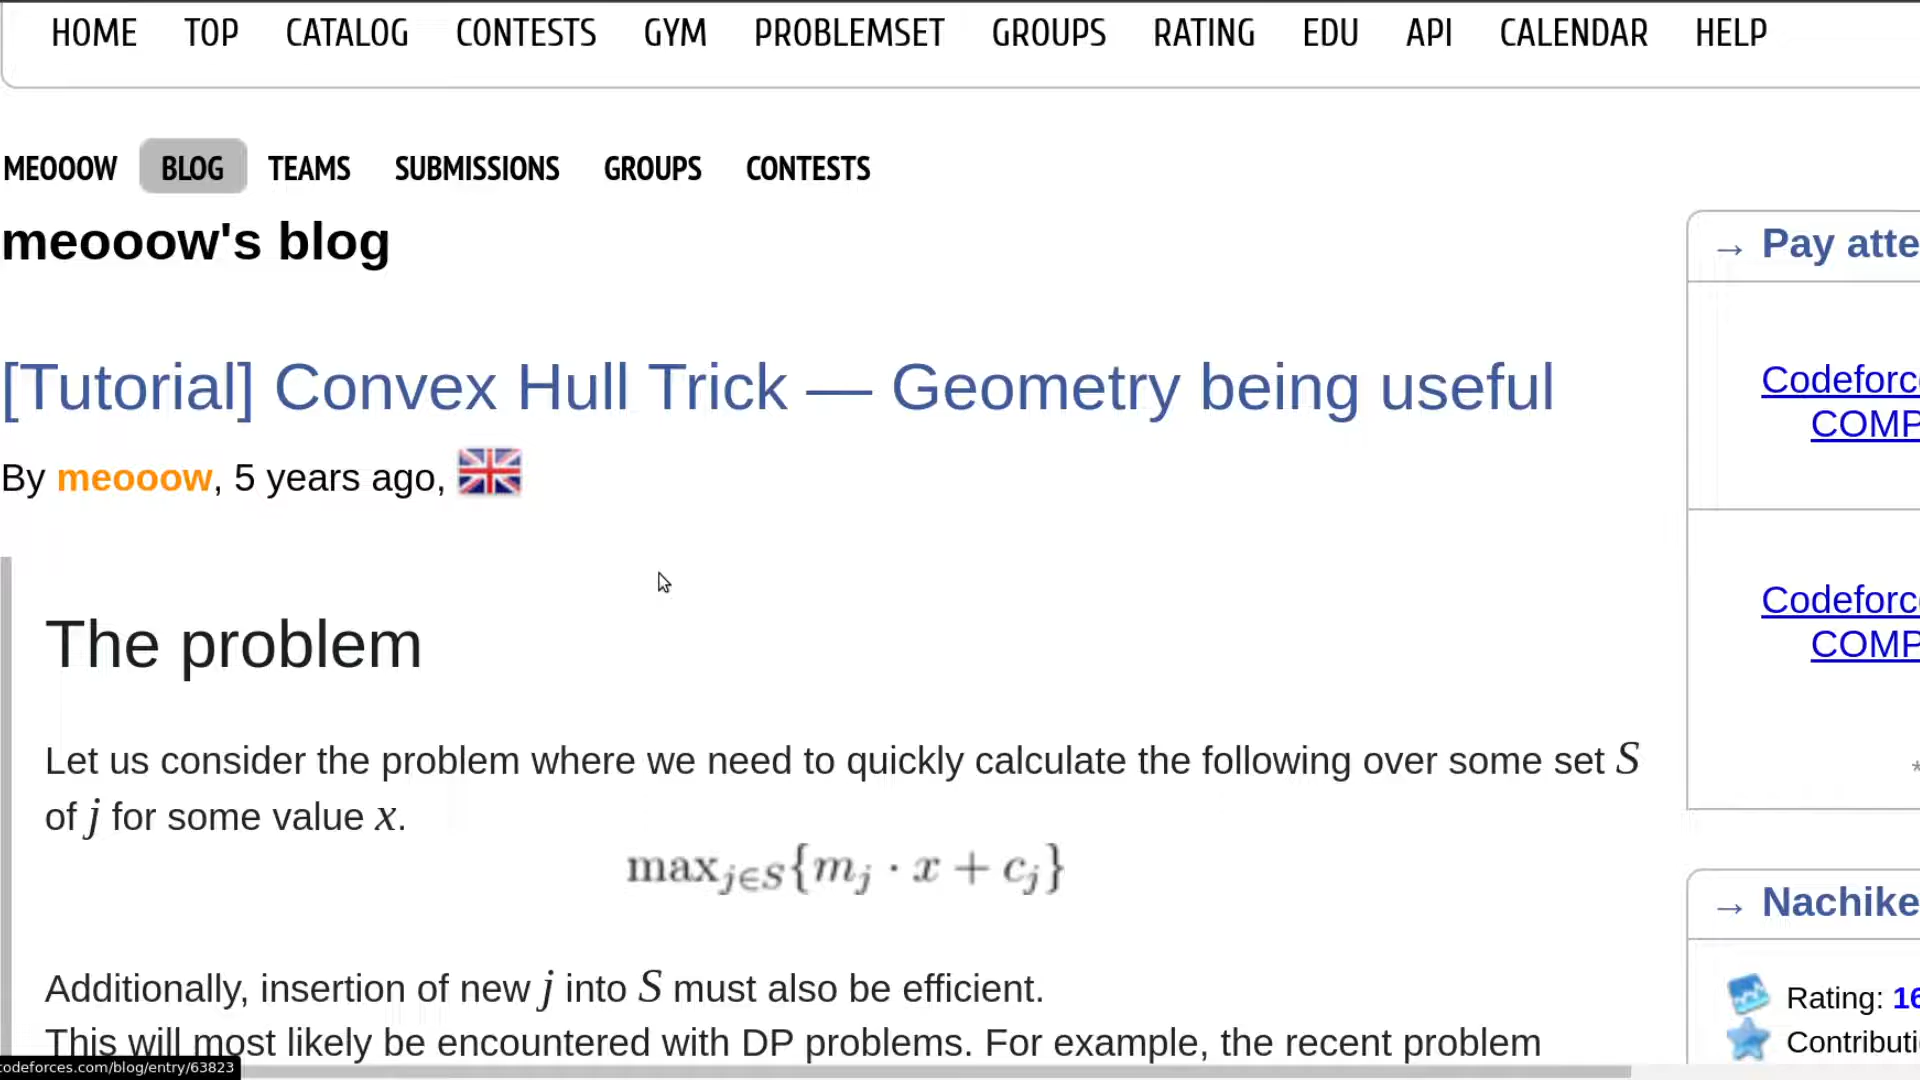 HOME TOP CATALOG CONTESTS GYM PROBLEMSET GROUPS RATING EDU API CALENDAR HELP
MEOOOW BLOG TEAMS SUBMISSIONS GROUPS CONTESTS
meooow's blog
[Tutorial] Convex Hull Trick — Geometry being useful
By meooow, 5 years ago,
The problem
Let us consider the problem where we need to quickly calculate the following over some set S
of j for some value x.
max_{j∈S}{m_j · x + c_j}
Additionally, insertion of new j into S must also be efficient.
This will most likely be encountered with DP problems. For example, the recent problem
→ Pay atte
Codeforc
COMP
Codeforc
COMP
*
→ Nachike
Rating: 16
Contributi
codeforces.com/blog/entry/63823